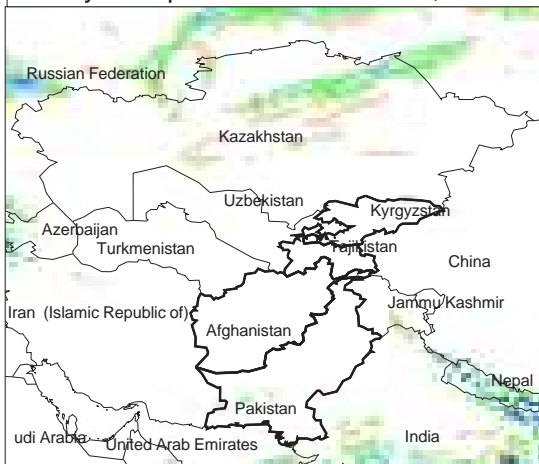 Russian Federation
Kazakhstan
Uzbekistan
Kyrgyzstan
Azerbaijan
Turkmenistan
Tajikistan
China
Iran (Islamic Republic of)
Jammu/Kashmir
Afghanistan
Nepal
Pakistan
udi Arabia
United Arab Emirates
India